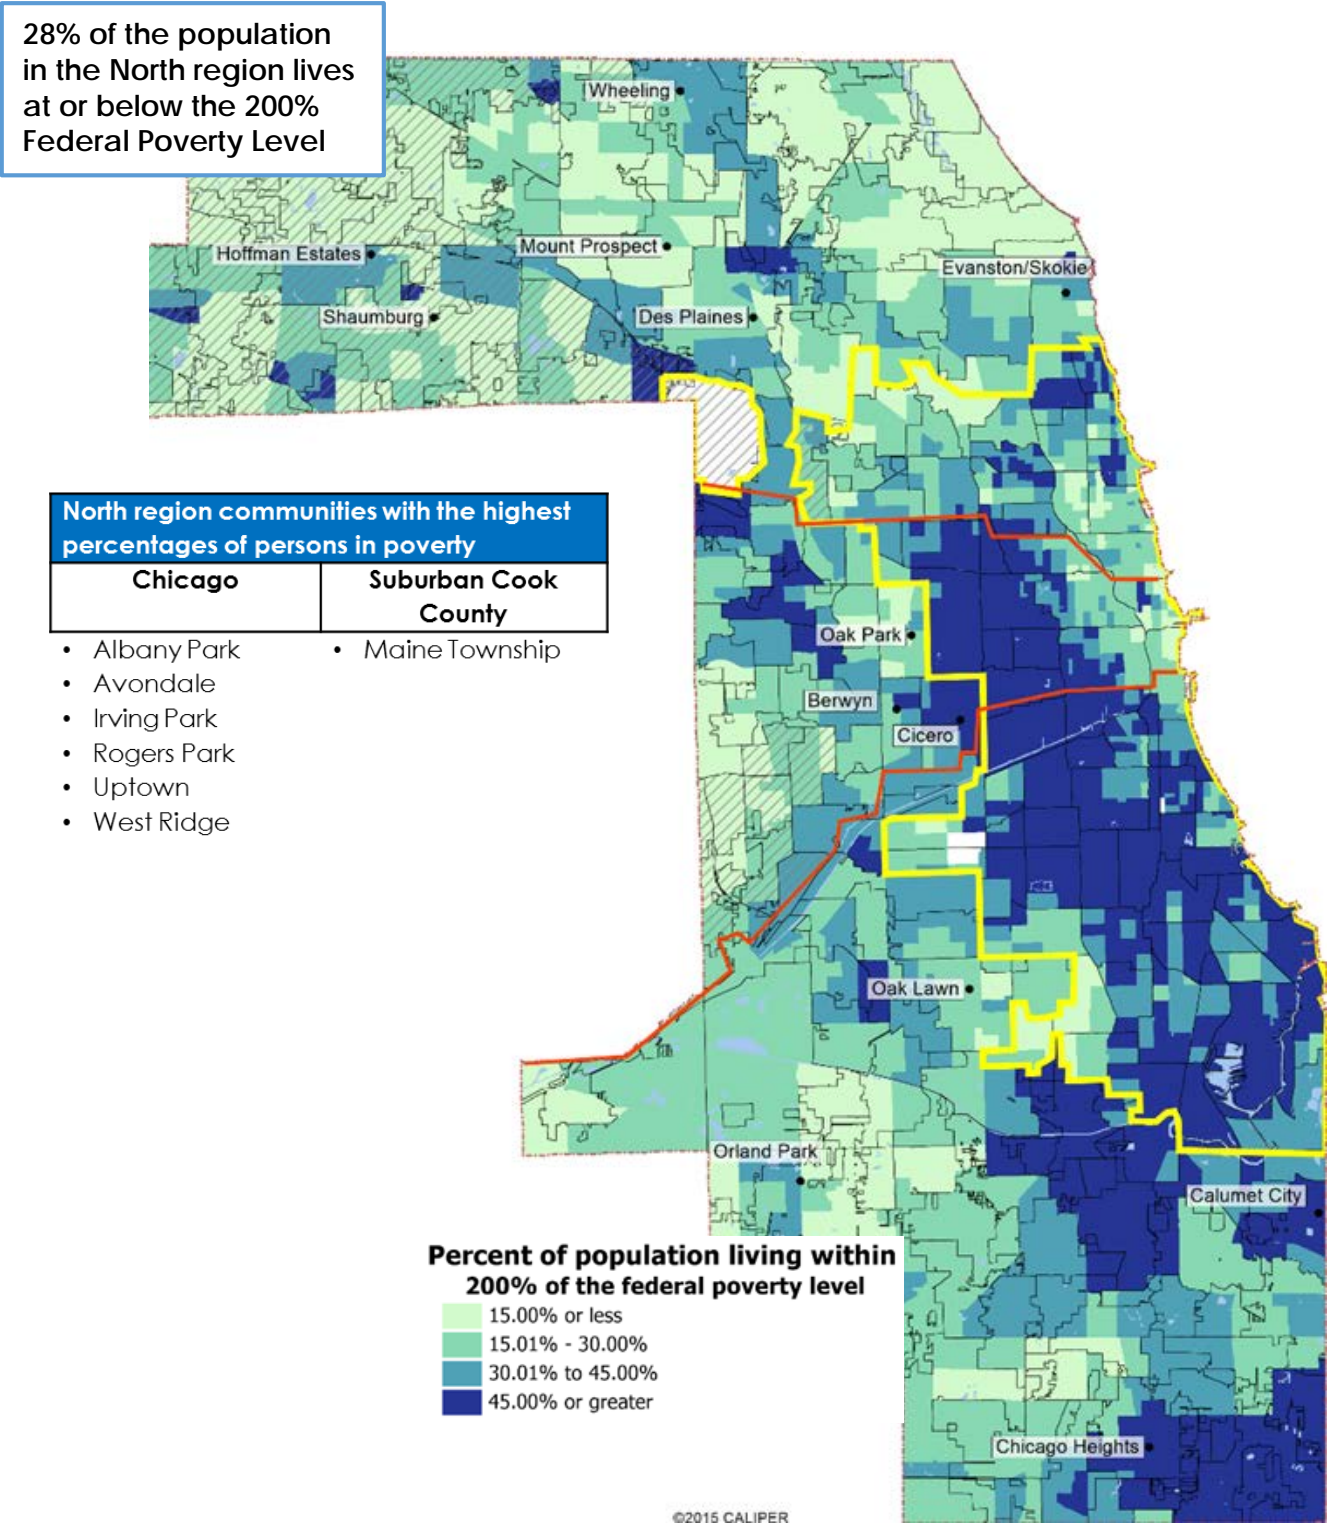 28% of the population
in the North region lives
at or below the 200%
Federal Poverty Level
Wheeling
Hoffman Estates
Mount Prospect
Evanston/Skokie
Shaumburg
Des Plaines
North region communities with the highest
percentages of persons in poverty
Chicago
Suburban Cook
County
• Albany Park
• Avondale
• Irving Park
• Rogers Park
• Uptown
• West Ridge
• Maine Township
Oak Park
Berwyn
Cicero
Oak Lawn
Orland Park
Calumet City
Percent of population living within
200% of the federal poverty level
15.00% or less
15.01% - 30.00%
30.01% to 45.00%
45.00% or greater
Chicago Heights
©2015 CALIPER